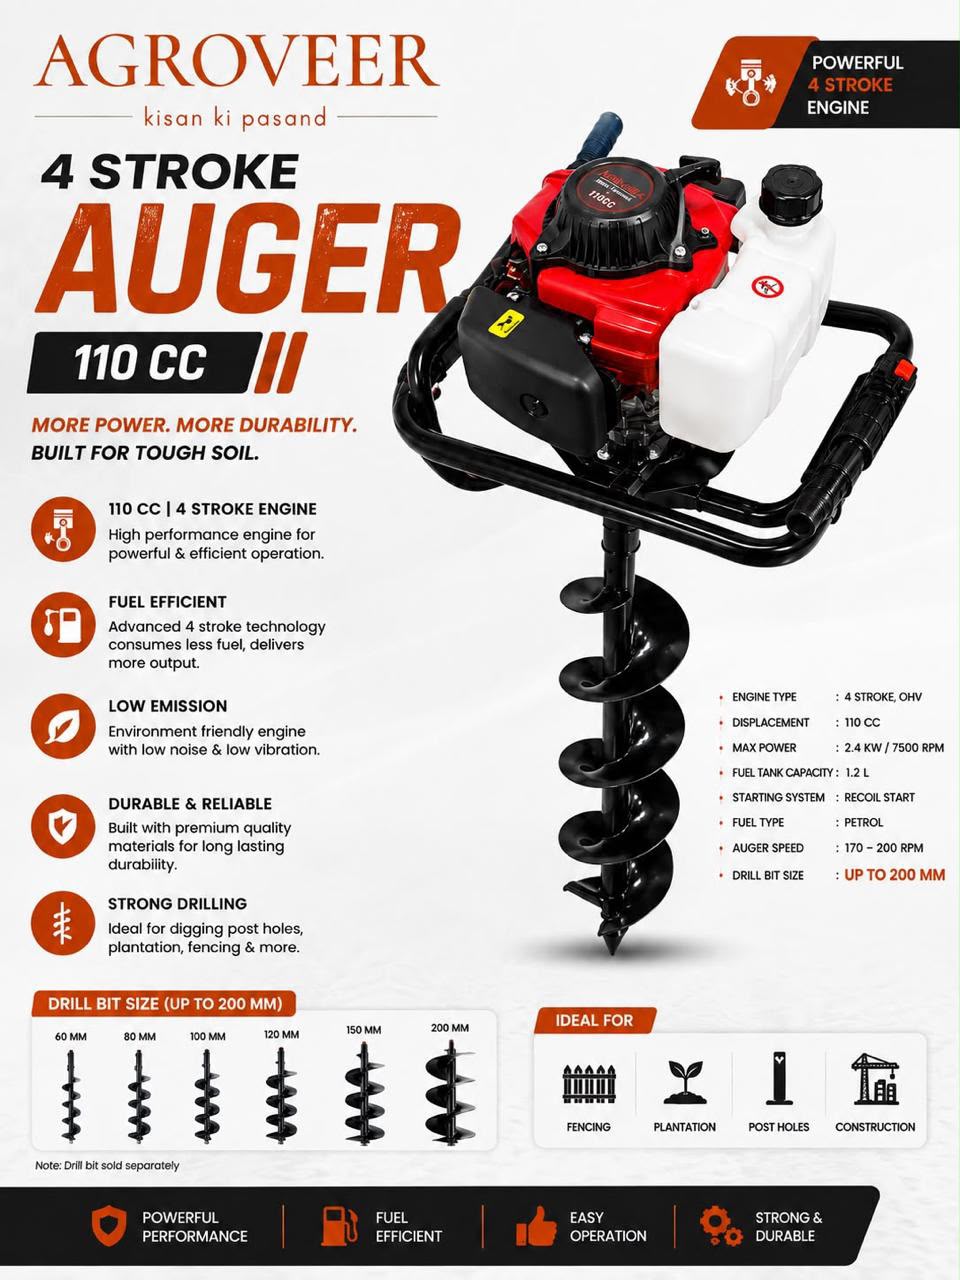 AGROVEER
kisan ki pasand
POWERFUL
4 STROKE
ENGINE
4 STROKE
AUGER
110 CC
110CC
MORE POWER. MORE DURABILITY.
BUILT FOR TOUGH SOIL.
110 CC | 4 STROKE ENGINE
High performance engine for
powerful & efficient operation.
FUEL EFFICIENT
Advanced 4 stroke technology
consumes less fuel, delivers
more output.
LOW EMISSION
Environment friendly engine
with low noise & low vibration.
DURABLE & RELIABLE
Built with premium quality
materials for long lasting
durability.
STRONG DRILLING
Ideal for digging post holes,
plantation, fencing & more.
ENGINE TYPE : 4 STROKE, OHV
DISPLACEMENT : 110 CC
MAX POWER : 2.4 KW / 7500 RPM
FUEL TANK CAPACITY : 1.2 L
STARTING SYSTEM : RECOIL START
FUEL TYPE : PETROL
AUGER SPEED : 170 – 200 RPM
DRILL BIT SIZE : UP TO 200 MM
DRILL BIT SIZE (UP TO 200 MM)
60 MM 80 MM 100 MM 120 MM 150 MM 200 MM
Note: Drill bit sold separately
IDEAL FOR
FENCING PLANTATION POST HOLES CONSTRUCTION
POWERFUL
PERFORMANCE
FUEL
EFFICIENT
EASY
OPERATION
STRONG &
DURABLE